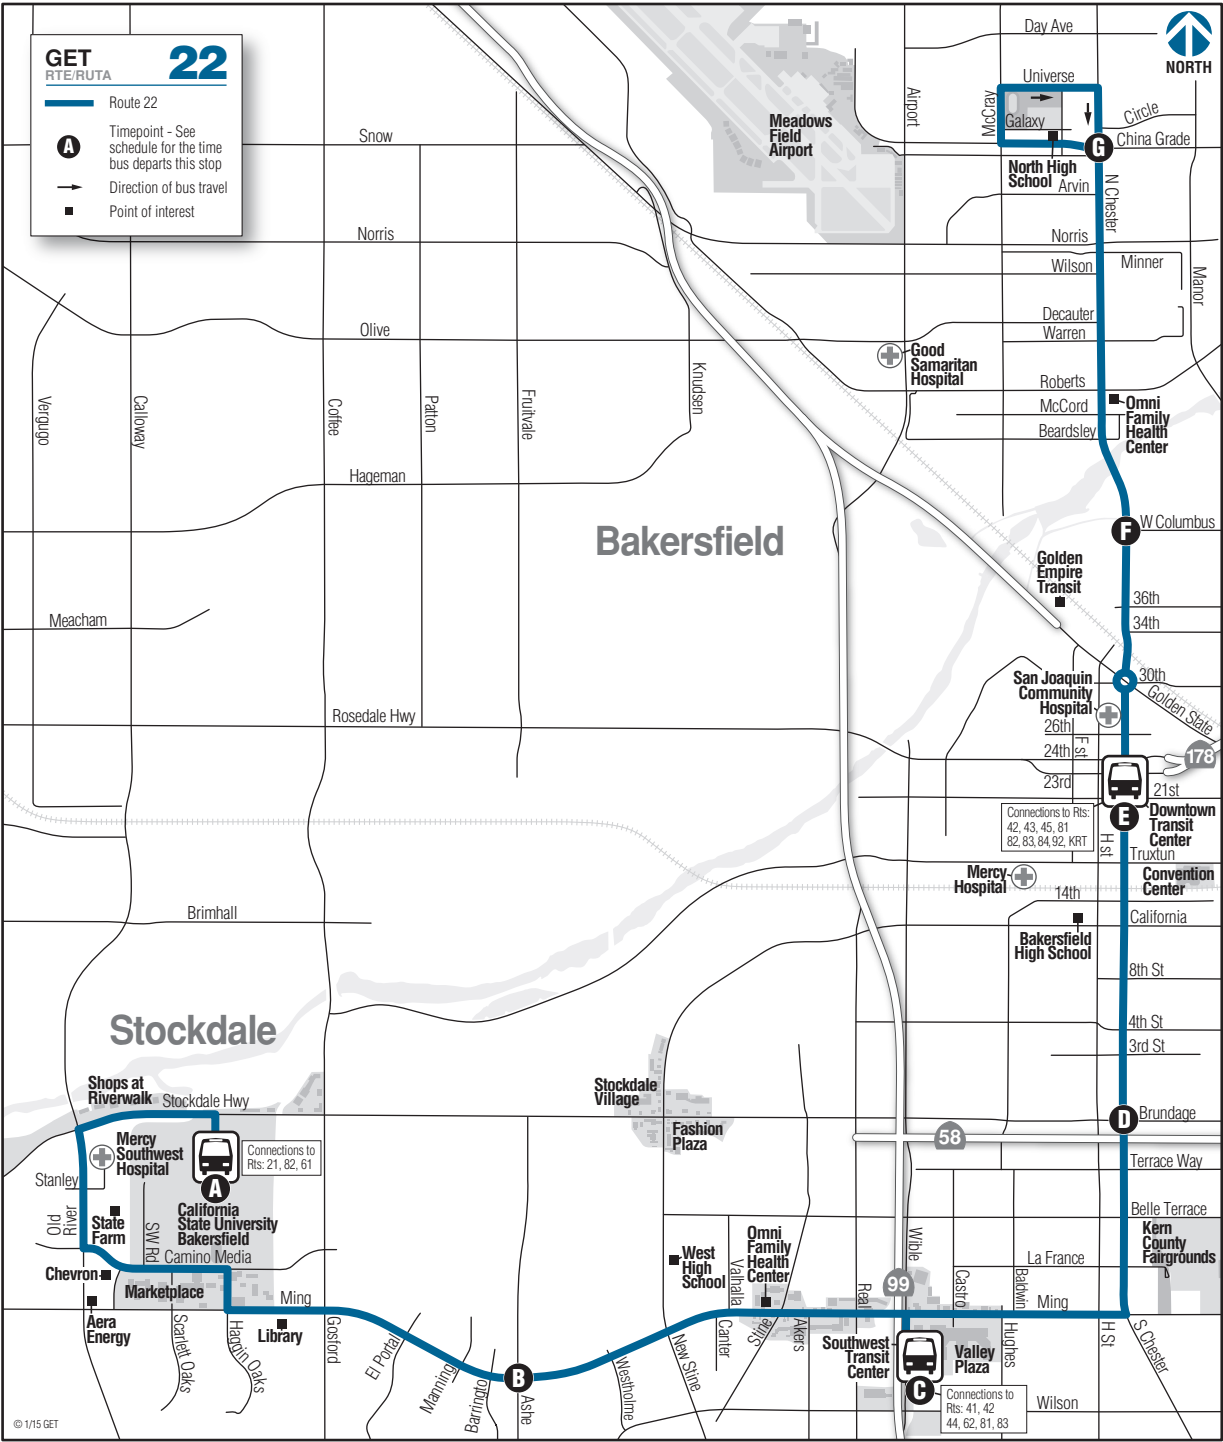 GET
RTE/RUTA
22
Route 22
A
Timepoint - See
schedule for the time
bus departs this stop
Direction of bus travel
Point of interest
NORTH
Day Ave
Universe
McCray
Galaxy
Circle
China Grade
G
North High
School
Airport
Meadows
Field
Airport
Snow
Arvin
N Chester
Norris
Norris
Minner
Wilson
Manor
Decauter
Warren
Olive
Good
Samaritan
Hospital
Roberts
McCord
Beardsley
Omni
Family
Health
Center
Vergugo
Calloway
Coffee
Patton
Fruitvale
Knudsen
Hageman
Bakersfield
F
W Columbus
Golden
Empire
Transit
36th
34th
Meacham
San Joaquin
Community
Hospital
30th
Golden State
Rosedale Hwy
26th
F st
24th
23rd
178
21st
Connections to Rts:
42, 43, 45, 81
82, 83, 84, 92, KRT
E
Downtown
Transit
Center
H st
Truxtun
Mercy
Hospital
Convention
Center
14th
Brimhall
California
Bakersfield
High School
8th St
Stockdale
4th St
3rd St
Shops at
Riverwalk
Stockdale Hwy
Stockdale
Village
Fashion
Plaza
D
Brundage
58
Mercy
Southwest
Hospital
Connections to
Rts: 21, 82, 61
A
Terrace Way
Stanley
Old
River
State
Farm
SW Rd
California
State University
Bakersfield
Belle Terrace
Kern
County
Fairgrounds
Camino Media
Chevron
Marketplace
Aera
Energy
West
High
School
Valhalla
Omni
Family
Health
Center
Wible
La France
99
Real
Castro
Baldwin
Ming
Ming
Library
Scarlett Oaks
Haggin Oaks
Gosford
El Portal
Manning
Barrington
B
Ashe
Westholme
New Stine
Canter
Stine
Akers
Southwest
Transit
Center
Valley
Plaza
Hughes
H St
S Chester
C
Connections to
Rts: 41, 42
44, 62, 81, 83
Wilson
© 1/15 GET